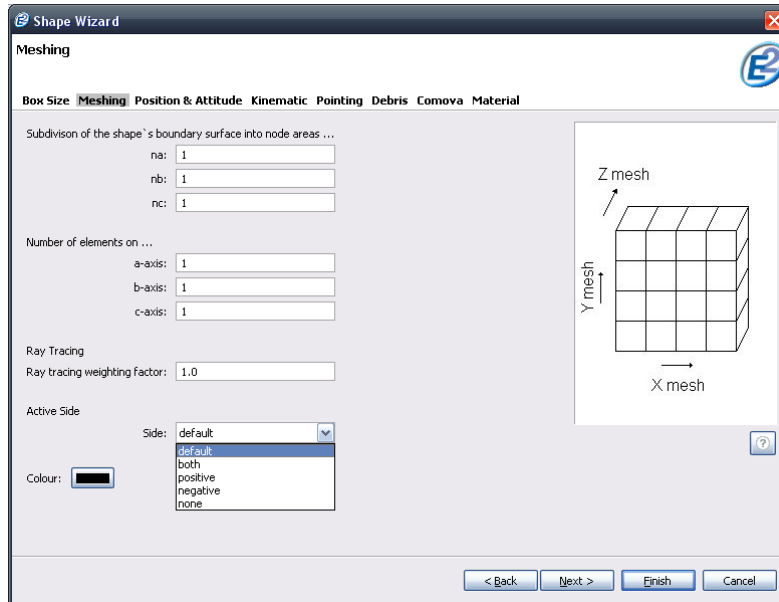 Shape Wizard
Meshing
E2
Box Size Meshing Position & Attitude Kinematic Pointing Debris Comova Material
Subdivison of the shape`s boundary surface into node areas ...
na: 1
nb: 1
nc: 1
Number of elements on ...
a-axis: 1
b-axis: 1
c-axis: 1
Ray Tracing
Ray tracing weighting factor: 1.0
Active Side
Side: default
default
both
positive
negative
none
Colour:
Z mesh
Y mesh
X mesh
?
< Back Next > Finish Cancel